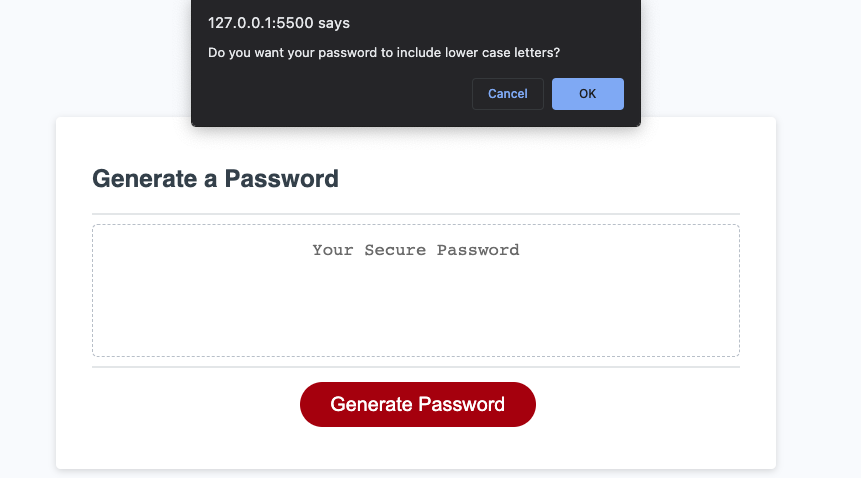 127.0.0.1:5500 says
Do you want your password to include lower case letters?
Cancel
OK
Generate a Password
Your Secure Password
Generate Password